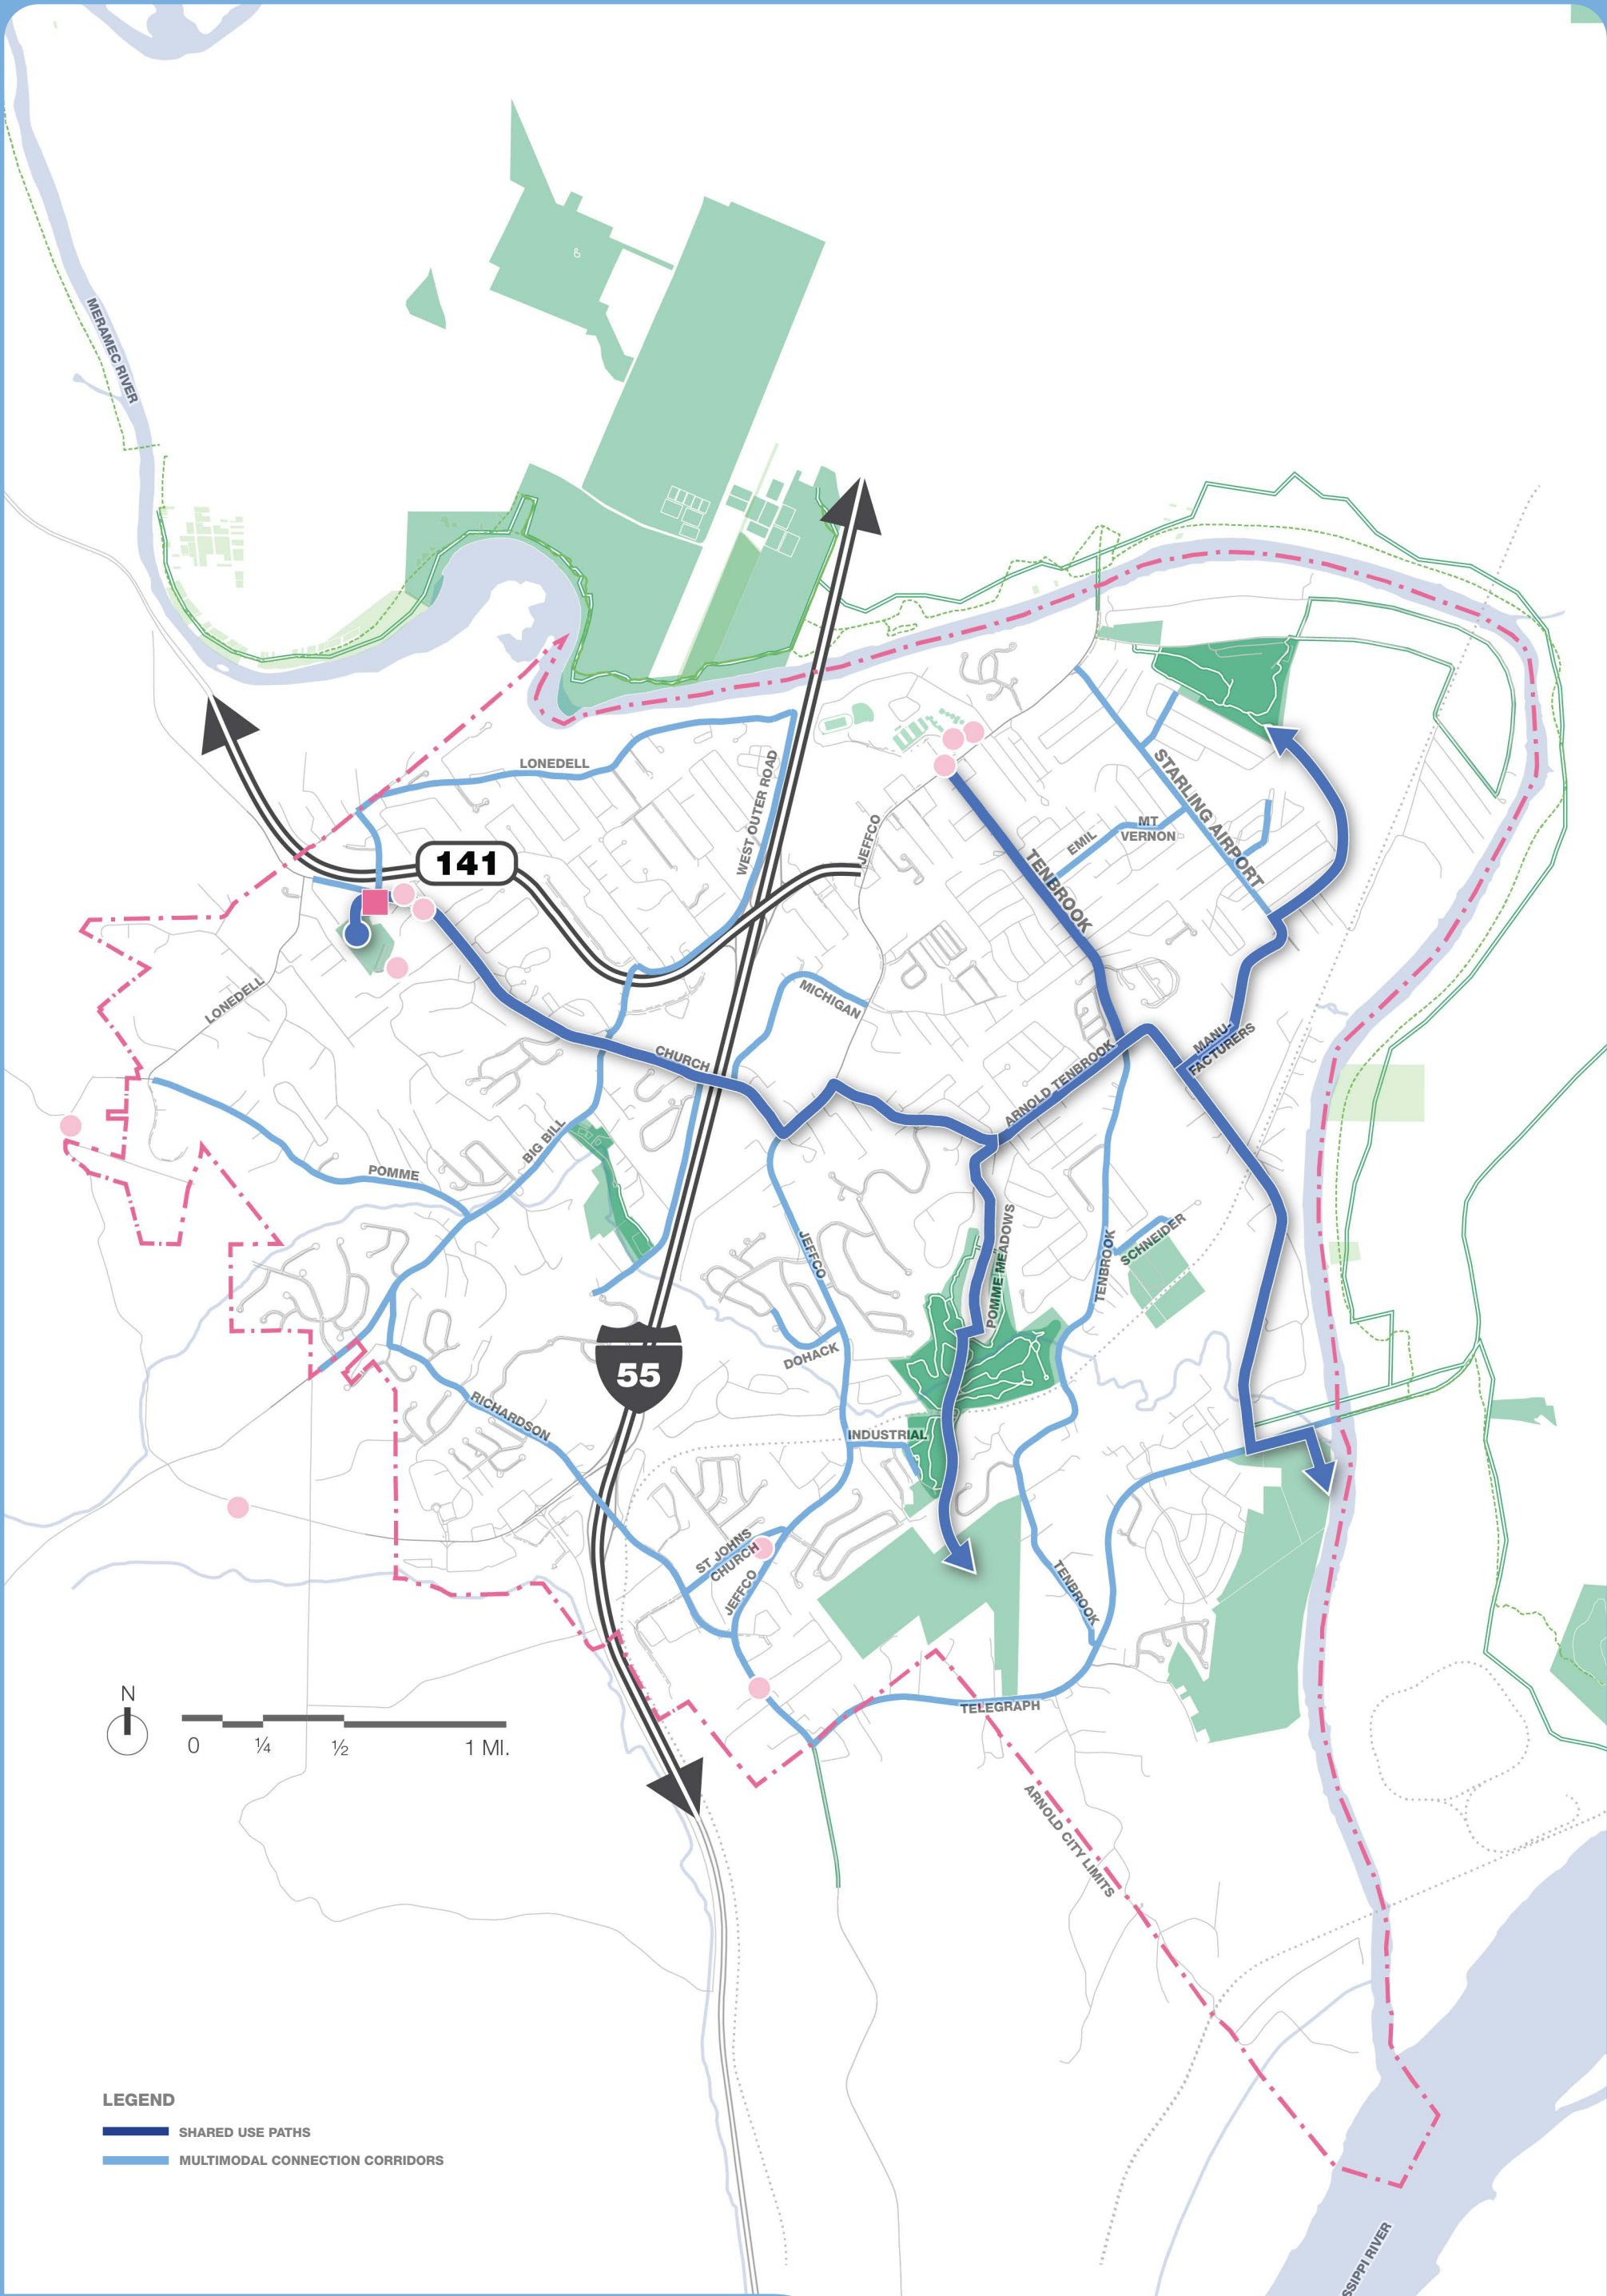 MERAMEC RIVER
LONEDELL
WEST OUTER ROAD
STARLING AIRPORT
JEFFCO
EMIL
MT
VERNON
141
TENBROOK
LONEDELL
MICHIGAN
CHURCH
MANU-
FACTURERS
ARNOLD TENBROOK
BIG BILL
POMME
JEFFCO
POMME MEADOWS
TENBROOK
SCHNEIDER
DOHACK
55
RICHARDSON
INDUSTRIAL
ST JOHNS
CHURCH
JEFFCO
TENBROOK
TELEGRAPH
N
0
¼
½
1 MI.
ARNOLD CITY LIMITS
LEGEND
SHARED USE PATHS
MULTIMODAL CONNECTION CORRIDORS
SSIPPI RIVER